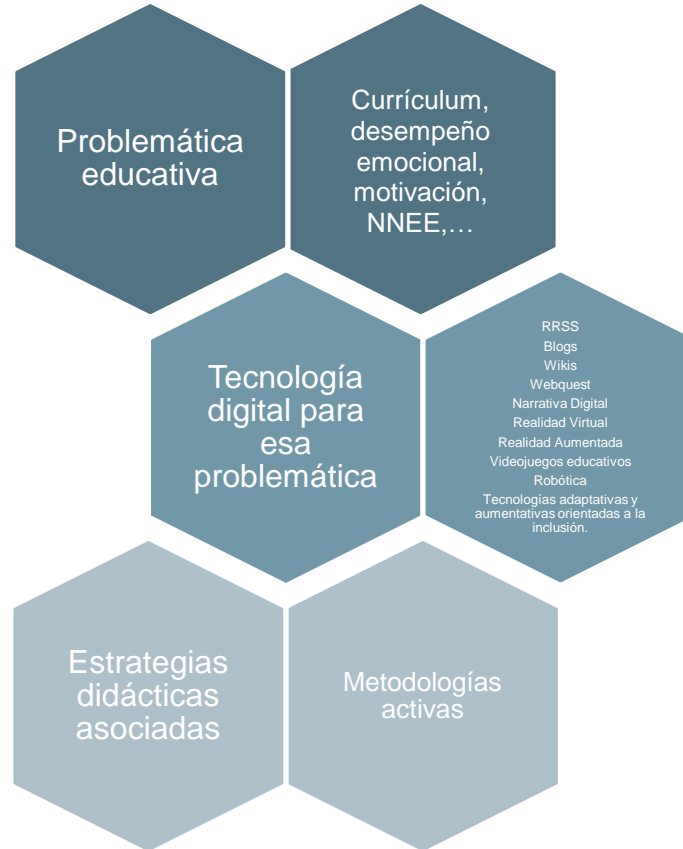 Problemática
educativa
Currículum,
desempeño
emocional,
motivación,
NNEE,…
Tecnología
digital para
esa
problemática
RRSS
Blogs
Wikis
Webquest
Narrativa Digital
Realidad Virtual
Realidad Aumentada
Videojuegos educativos
Robótica
Tecnologías adaptativas y
aumentativas orientadas a la
inclusión.
Estrategias
didácticas
asociadas
Metodologías
activas